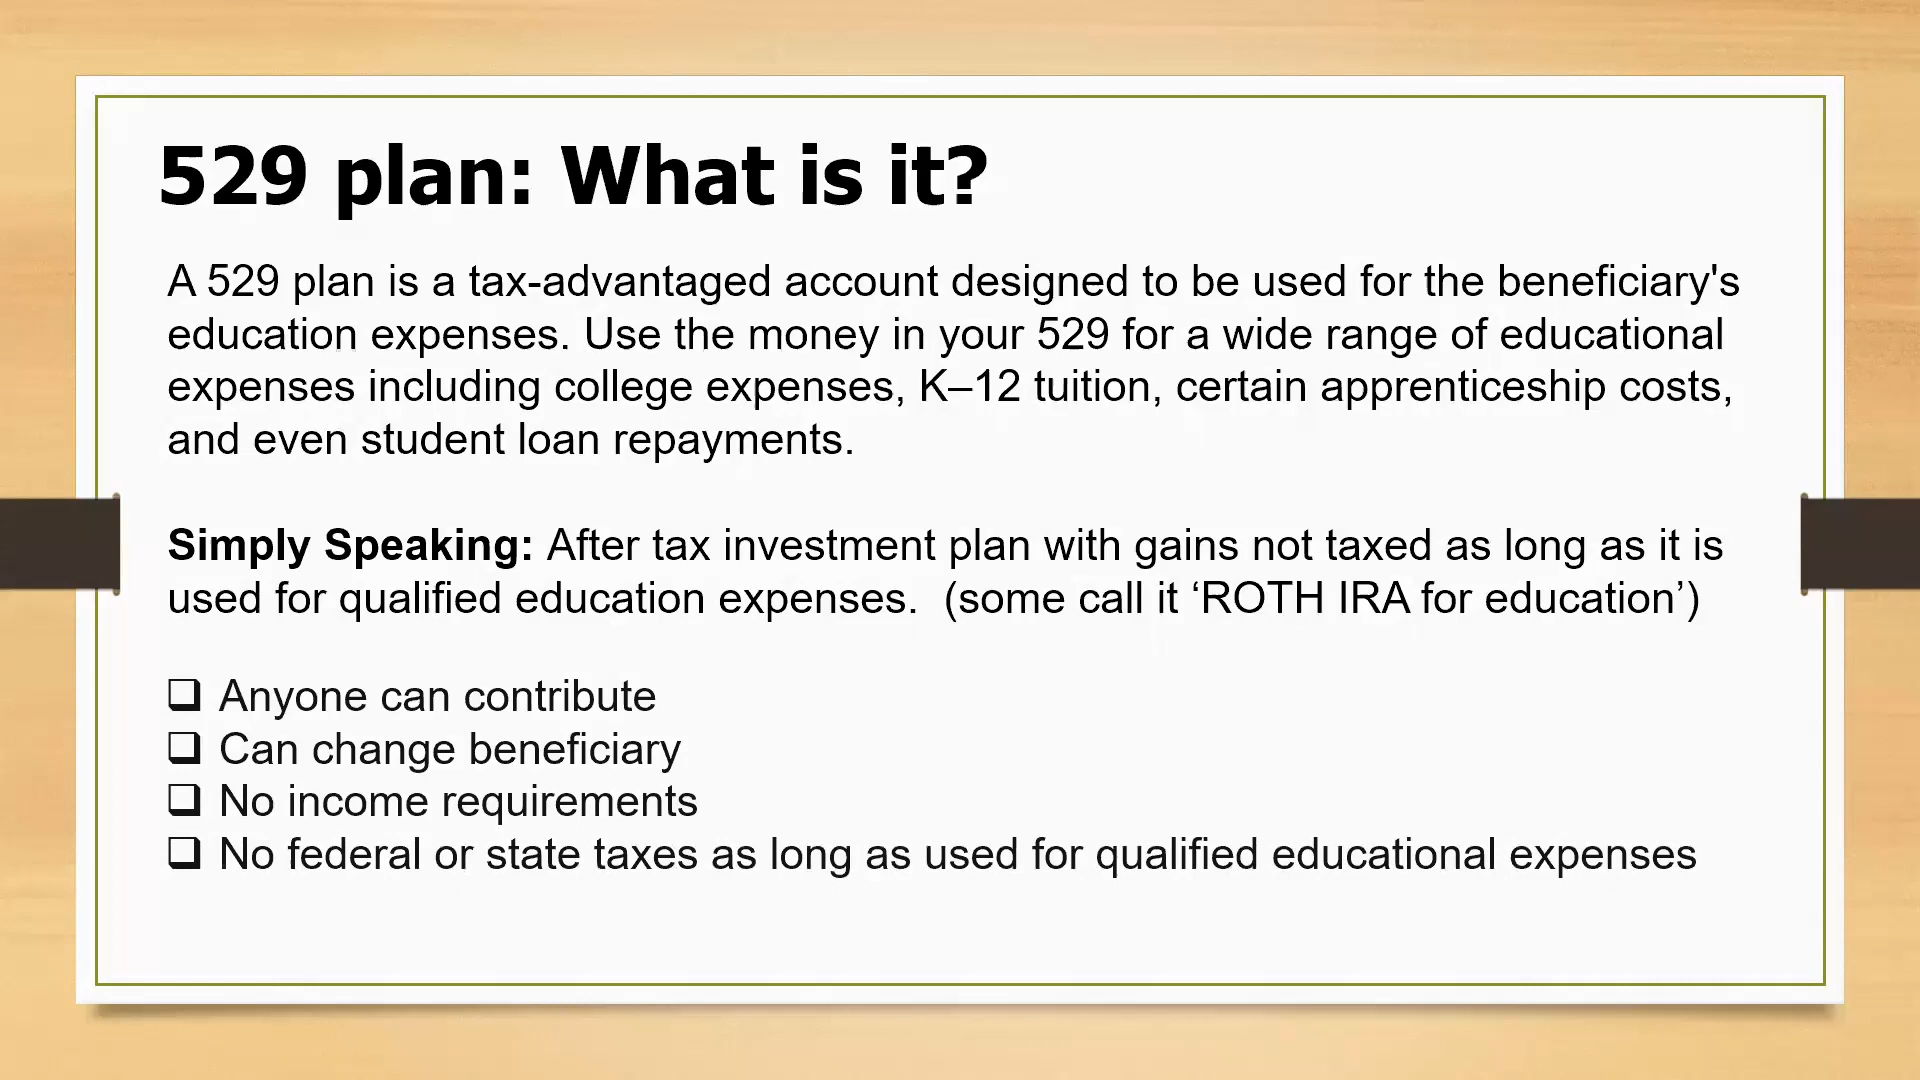 529 plan: What is it?
A 529 plan is a tax-advantaged account designed to be used for the beneficiary's
education expenses. Use the money in your 529 for a wide range of educational
expenses including college expenses, K–12 tuition, certain apprenticeship costs,
and even student loan repayments.
Simply Speaking: After tax investment plan with gains not taxed as long as it is
used for qualified education expenses.  (some call it ‘ROTH IRA for education’)
❑ Anyone can contribute
❑ Can change beneficiary
❑ No income requirements
❑ No federal or state taxes as long as used for qualified educational expenses